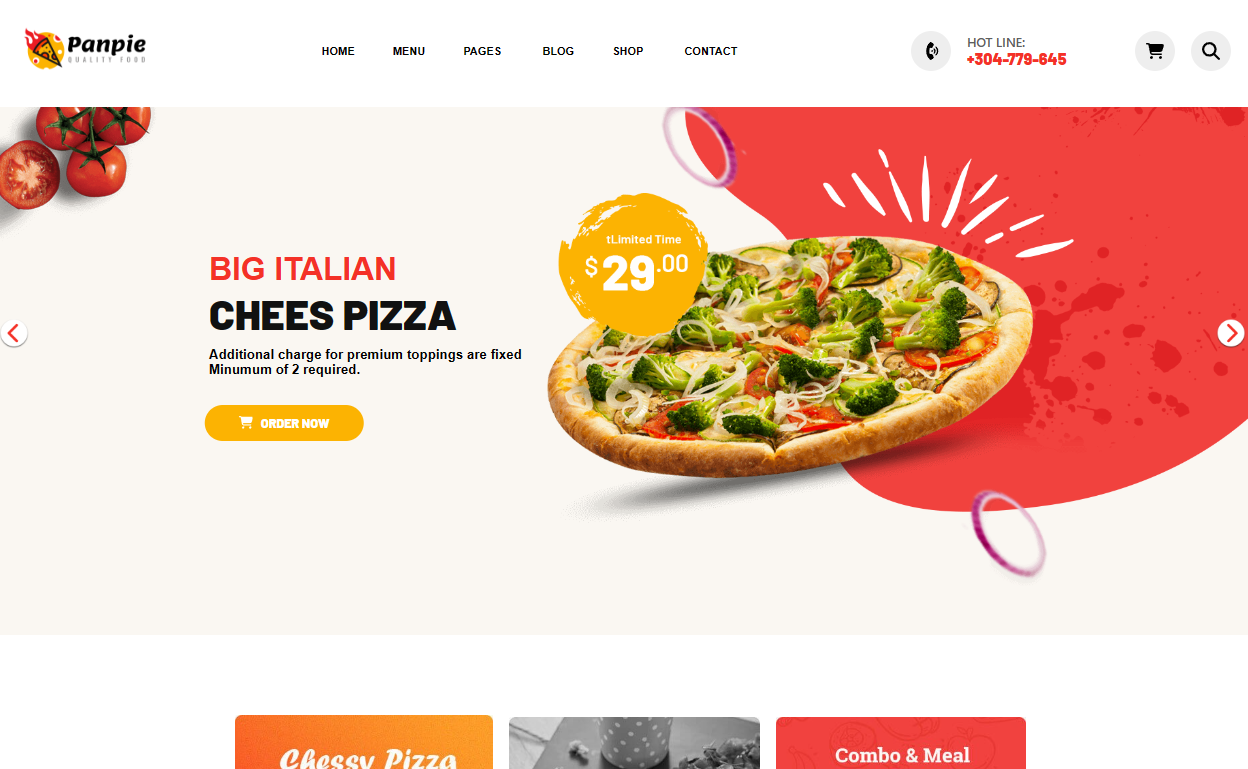 Panpie
QUALITY FOOD
HOME MENU PAGES BLOG SHOP CONTACT
HOT LINE:
+304-779-645
tLimited Time
$29.00
BIG ITALIAN
CHEES PIZZA
Additional charge for premium toppings are fixed
Minumum of 2 required.
ORDER NOW
Chessy Pizza
Combo & Meal